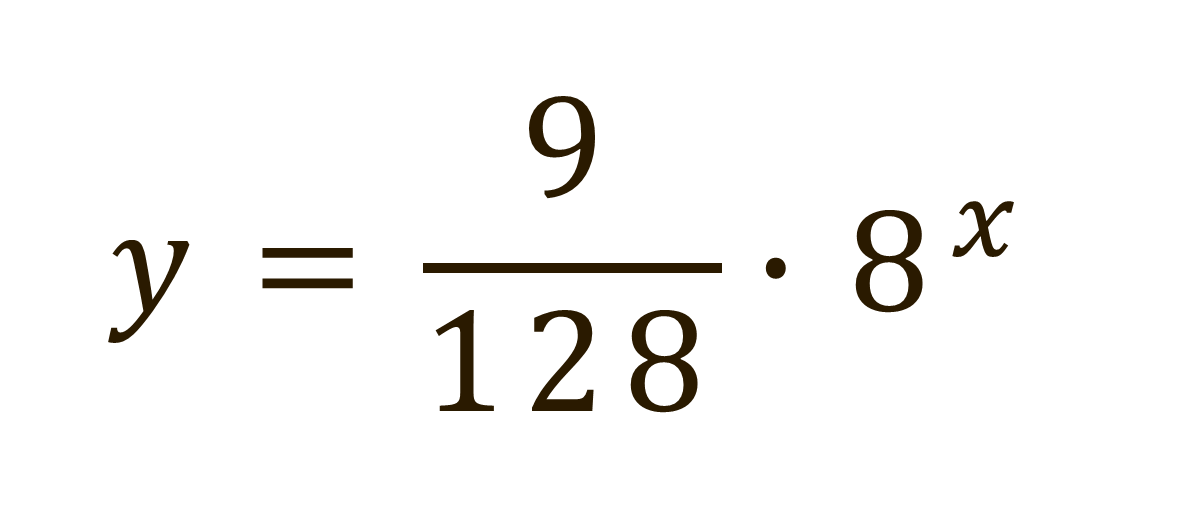 y = 9/128 · 8^x